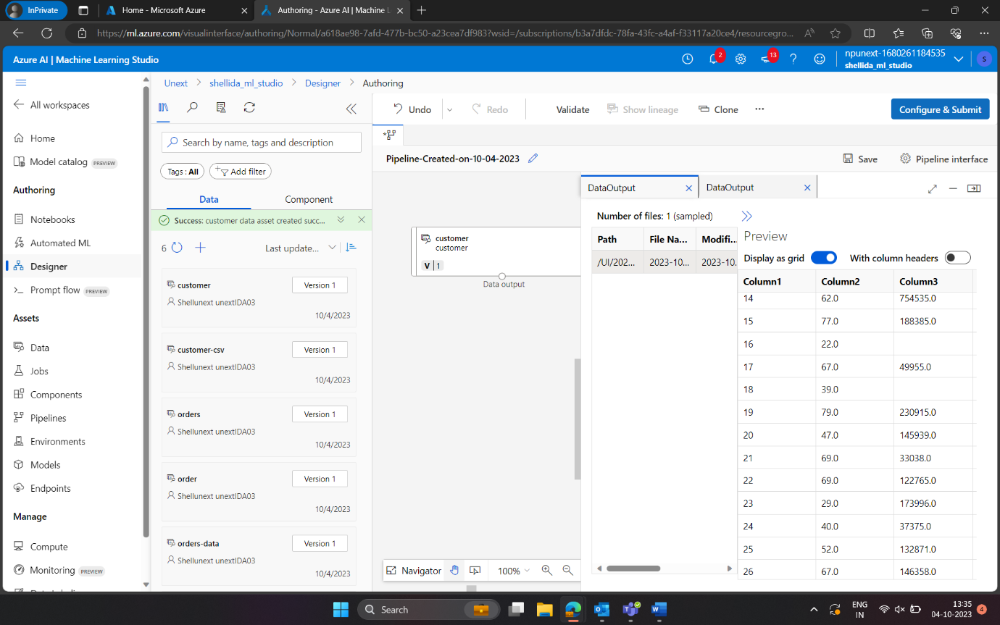 InPrivate
Home - Microsoft Azure
Authoring - Azure AI | Machine L
https://ml.azure.com/visualinterface/authoring/Normal/a618ae98-7afd-477b-bc50-a23cea7df983?wsid=/subscriptions/b3a7dfdc-78fa-43fc-a4af-f33117a20ce4/resourcegro...
Azure AI | Machine Learning Studio
2
13
npunext-1680261184535
shellida_ml_studio
S
All workspaces
Home
Model catalog PREVIEW
Authoring
Notebooks
Automated ML
Designer
Prompt flow PREVIEW
Assets
Data
Jobs
Components
Pipelines
Environments
Models
Endpoints
Manage
Compute
Monitoring PREVIEW
Unext > shellida_ml_studio > Designer > Authoring
Search by name, tags and description
Tags : All
Add filter
Data
Component
Success: customer data asset created succ...
6
Last update...
customer
Version 1
Shellunext unextIDA03
10/4/2023
customer-csv
Version 1
Shellunext unextIDA03
10/4/2023
orders
Version 1
Shellunext unextIDA03
10/4/2023
order
Version 1
Shellunext unextIDA03
10/4/2023
orders-data
Version 1
Shellunext unextIDA03
10/4/2023
Undo
Redo
Validate
Show lineage
Clone
Configure & Submit
Pipeline-Created-on-10-04-2023
Save
Pipeline interface
customer
customer
V 1
Data output
Navigator
100%
DataOutput
DataOutput
Number of files: 1 (sampled)
Path File Na... Modifi...
/UI/202... 2023-10... 2023-10.
Preview
Display as grid
With column headers
Column1 Column2 Column3
14 62.0 754535.0
15 77.0 188385.0
16 22.0
17 67.0 49955.0
18 39.0
19 79.0 230915.0
20 47.0 145939.0
21 69.0 33038.0
22 69.0 122765.0
23 29.0 173996.0
24 40.0 37375.0
25 52.0 132871.0
26 67.0 146358.0
Search
ENG
IN
13:35
04-10-2023
4